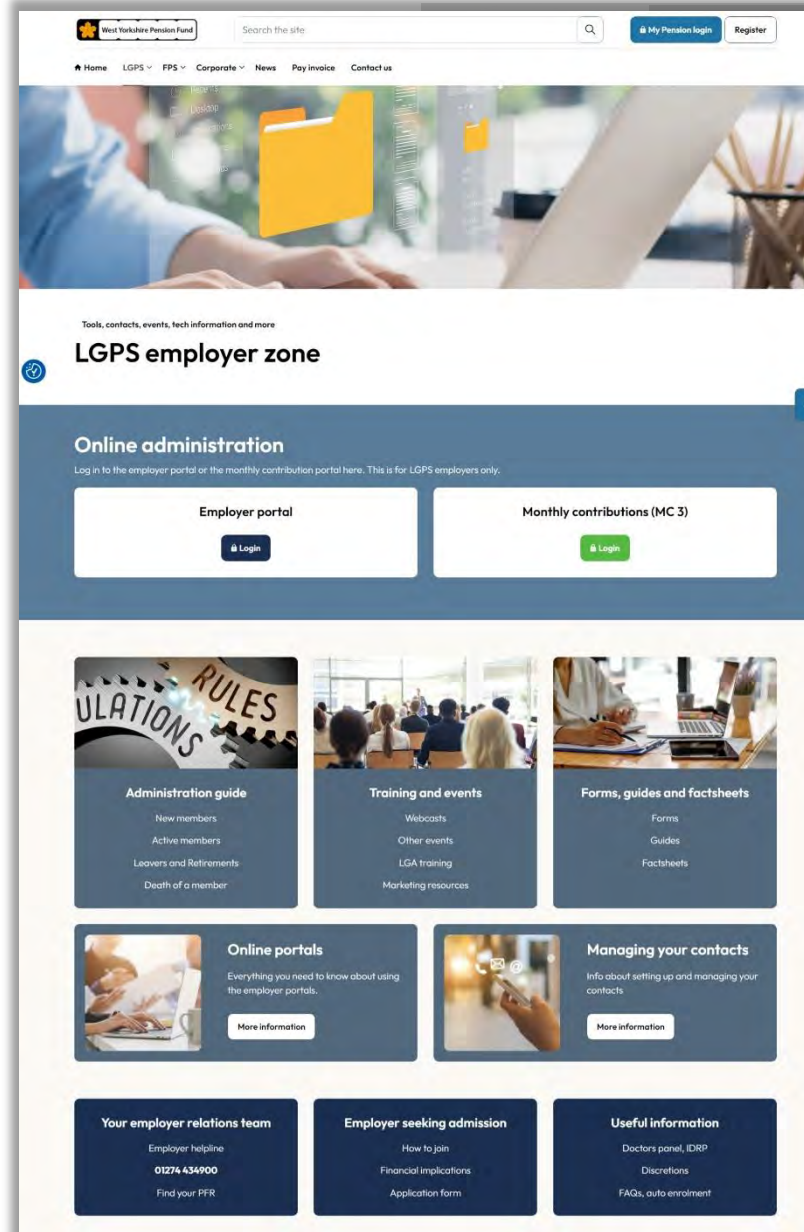 West Yorkshire Pension Fund
Search the site
My Pension login
Register
Home
LGPS
FPS
Corporate
News
Pay invoice
Contact us
Desktop
Tools, contacts, events, tech information and more
LGPS employer zone
Online administration
Log in to the employer portal or the monthly contribution portal here. This is for LGPS employers only.
Employer portal
Monthly contributions (MC 3)
Login
Login
RULES
ULATIONS
Administration guide
New members
Active members
Leavers and Retirements
Death of a member
Training and events
Webcasts
Other events
LGA training
Marketing resources
Forms, guides and factsheets
Forms
Guides
Factsheets
Online portals
Everything you need to know about using
the employer portals.
More information
Managing your contacts
Info about setting up and managing your
contacts
More information
Your employer relations team
Employer helpline
01274 434900
Find your PFR
Employer seeking admission
How to join
Financial implications
Application form
Useful information
Doctors panel, IDRP
Discretions
FAQs, auto enrolment